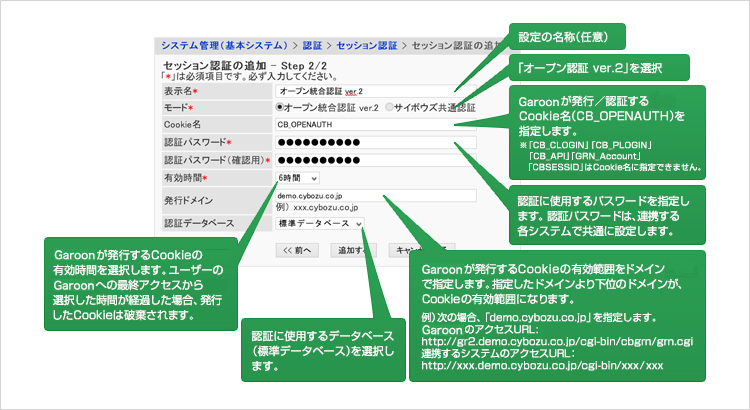 システム管理(基本システム) > 認証 > セッション認証 > セッション認証の追加
セッション認証の追加 - Step 2/2
「*」は必須項目です。必ず入力してください。
表示名*
オープン統合認証 ver.2
モード*
オープン統合認証 ver.2 サイボウズ共通認証
Cookie名
CB_OPENAUTH
認証パスワード*
●●●●●●●●●●
認証パスワード(確認用)*
●●●●●●●●●●
有効時間*
6時間
発行ドメイン
demo.cybozu.co.jp
例) xxx.cybozu.co.jp
認証データベース
標準データベース
<< 前へ 追加する
設定の名称(任意)
「オープン認証 ver.2」を選択
Garoonが発行/認証する
Cookie名(CB_OPENAUTH)を
指定します。
※「CB_CLOGIN」「CB_PLOGIN」
「CB_API」「GRN_Account」
「CBSESSID」はCookie名に指定できません。
認証に使用するパスワードを指定し
ます。認証パスワードは、連携する
各システムで共通に設定します。
Garoonが発行するCookieの
有効時間を選択します。ユーザーの
Garoonへの最終アクセスから
選択した時間が経過した場合、発行
したCookieは破棄されます。
認証に使用するデータベース
(標準データベース)を選択し
ます。
Garoonが発行するCookieの有効範囲をドメイン
で指定します。指定したドメインより下位のドメインが、
Cookieの有効範囲になります。
例)次の場合、「demo.cybozu.co.jp」を指定します。
GaroonのアクセスURL:
http://gr2.demo.cybozu.co.jp/cgi-bin/cbgrn/grn.cgi
連携するシステムのアクセスURL:
http://xxx.demo.cybozu.co.jp/cgi-bin/xxx/xxx